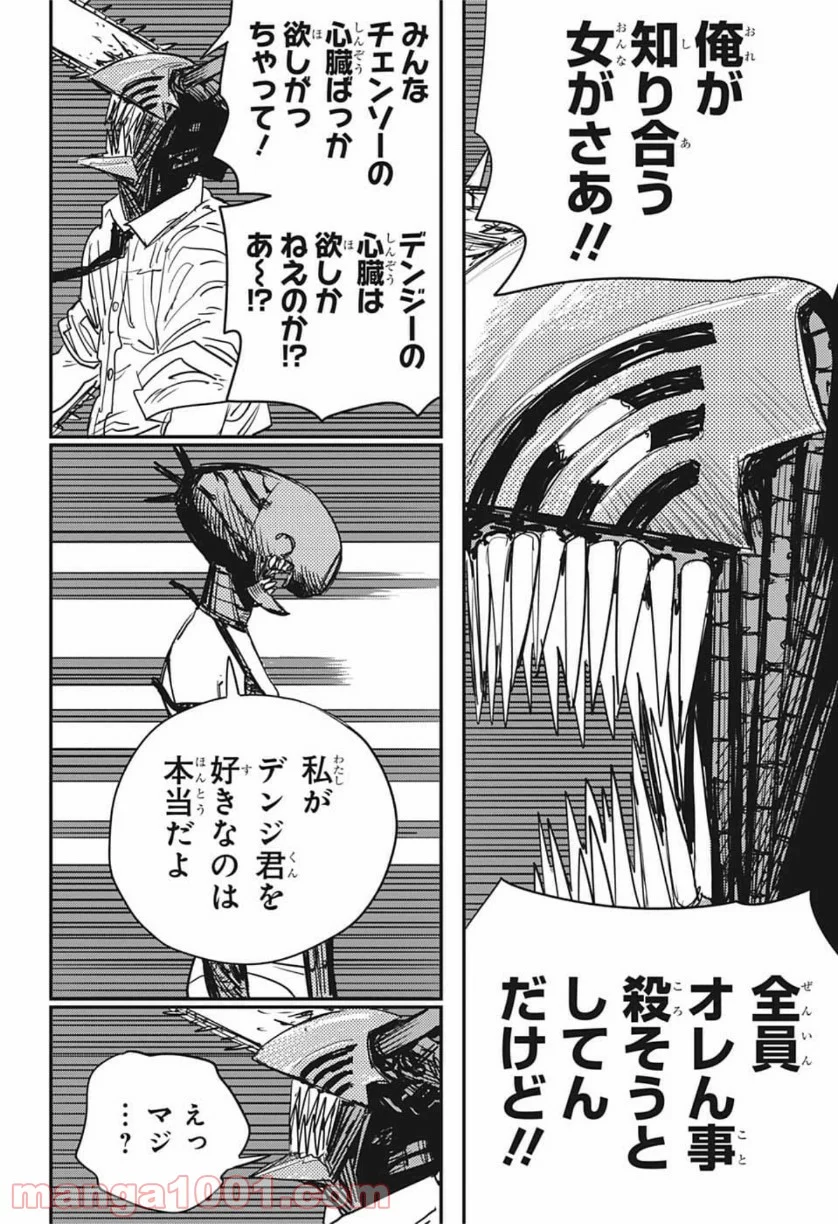 俺が
知り合う
女がさあ!!
全員
オレん事
殺そうと
してん
だけど!!
みんな
チェンソーの
心臓ばっか
欲しがっ
ちゃって!
デンジーの
心臓は
欲しか
ねえのか!?
あ〜!?
私が
デンジ君を
好きなのは
本当だよ
えっ
マジ
…?
manga1001.com